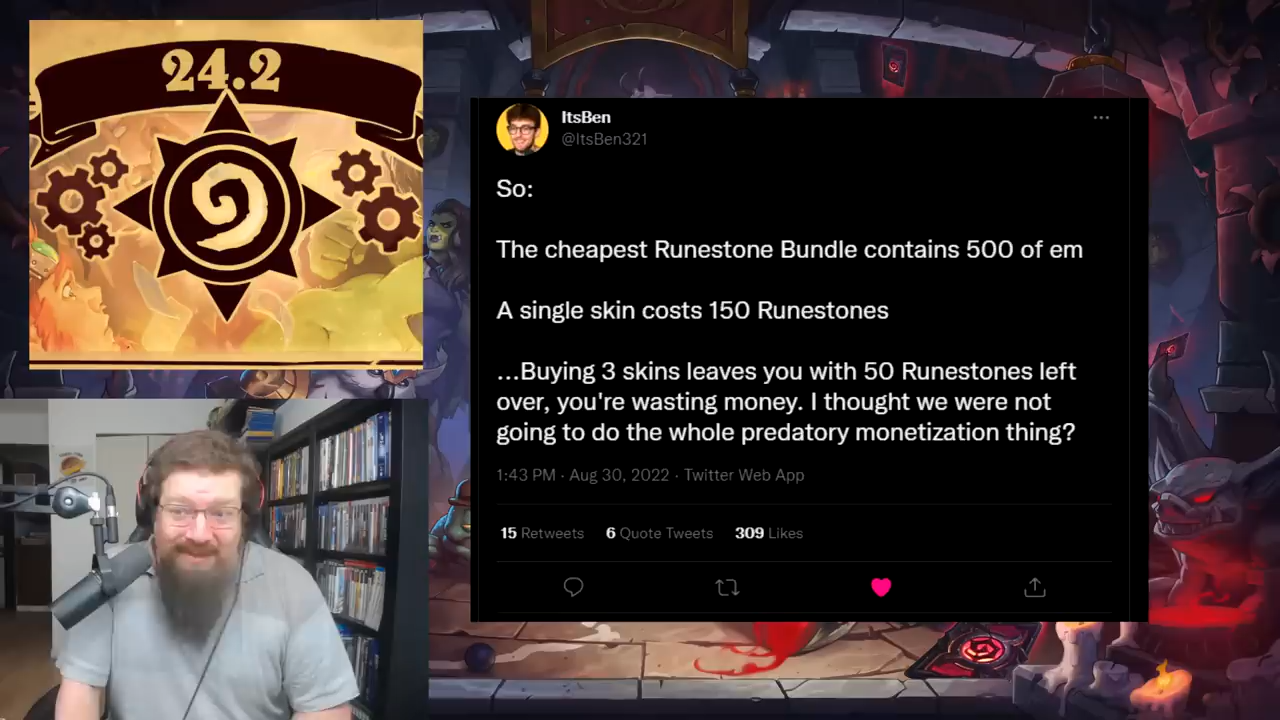 24.2
ItsBen
@ItsBen321
So:
The cheapest Runestone Bundle contains 500 of em
A single skin costs 150 Runestones
...Buying 3 skins leaves you with 50 Runestones left
over, you're wasting money. I thought we were not
going to do the whole predatory monetization thing?
1:43 PM · Aug 30, 2022 · Twitter Web App
15 Retweets 6 Quote Tweets 309 Likes